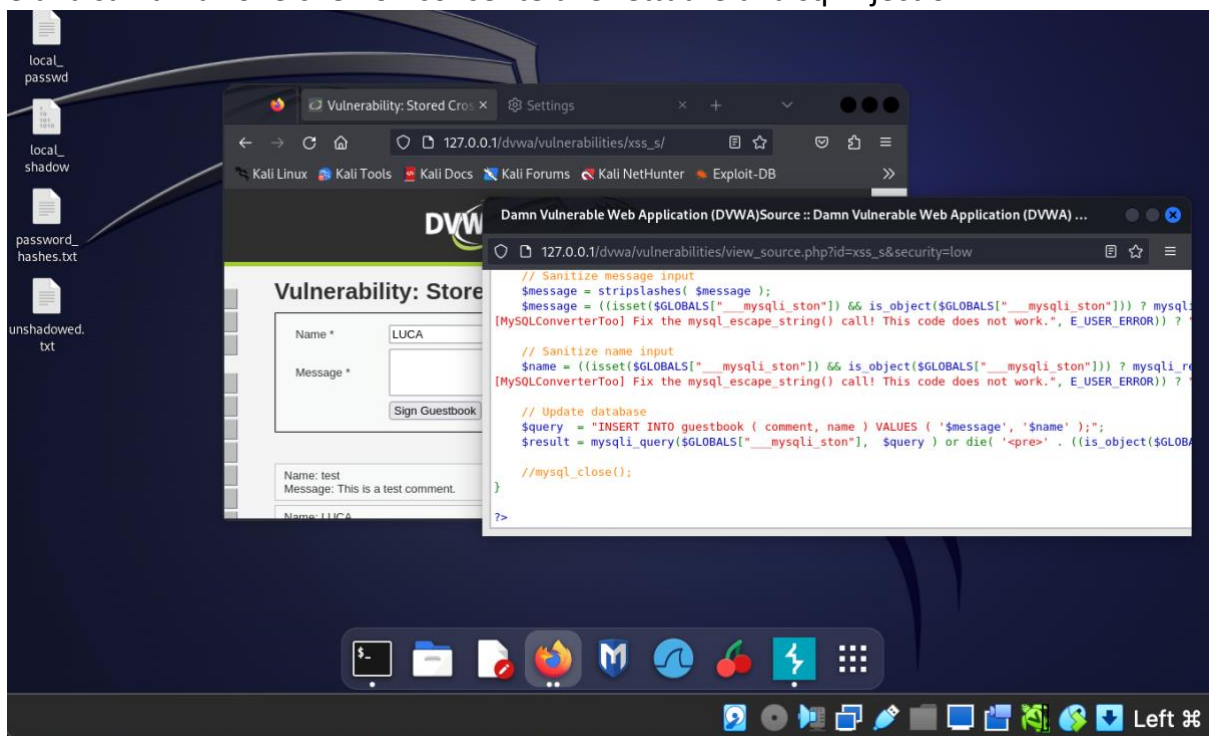 local_
passwd
local_
shadow
password_
hashes.txt
unshadowed.
txt
Vulnerability: Stored Cros
Settings
127.0.0.1/dvwa/vulnerabilities/xss_s/
Kali Linux Kali Tools Kali Docs Kali Forums Kali NetHunter Exploit-DB
DVW
Vulnerability: Store
Name * LUCA
Message *
Sign Guestbook
Name: test
Message: This is a test comment.
Name: LUCA
Damn Vulnerable Web Application (DVWA)Source :: Damn Vulnerable Web Application (DVWA) ...
127.0.0.1/dvwa/vulnerabilities/view_source.php?id=xss_s&security=low
// Sanitize message input
$message = stripslashes( $message );
$message = ((isset($GLOBALS["___mysqli_ston"]) && is_object($GLOBALS["___mysqli_ston"])) ? mysqli
[MySQLConverterToo] Fix the mysql_escape_string() call! This code does not work.", E_USER_ERROR)) ? "
// Sanitize name input
$name = ((isset($GLOBALS["___mysqli_ston"]) && is_object($GLOBALS["___mysqli_ston"])) ? mysqli_re
[MySQLConverterToo] Fix the mysql_escape_string() call! This code does not work.", E_USER_ERROR)) ? "
// Update database
$query = "INSERT INTO guestbook ( comment, name ) VALUES ( '$message', '$name' );";
$result = mysqli_query($GLOBALS["___mysqli_ston"], $query ) or die( '<pre>' . ((is_object($GLOBA
//mysql_close();
}
?>
Left ⌘